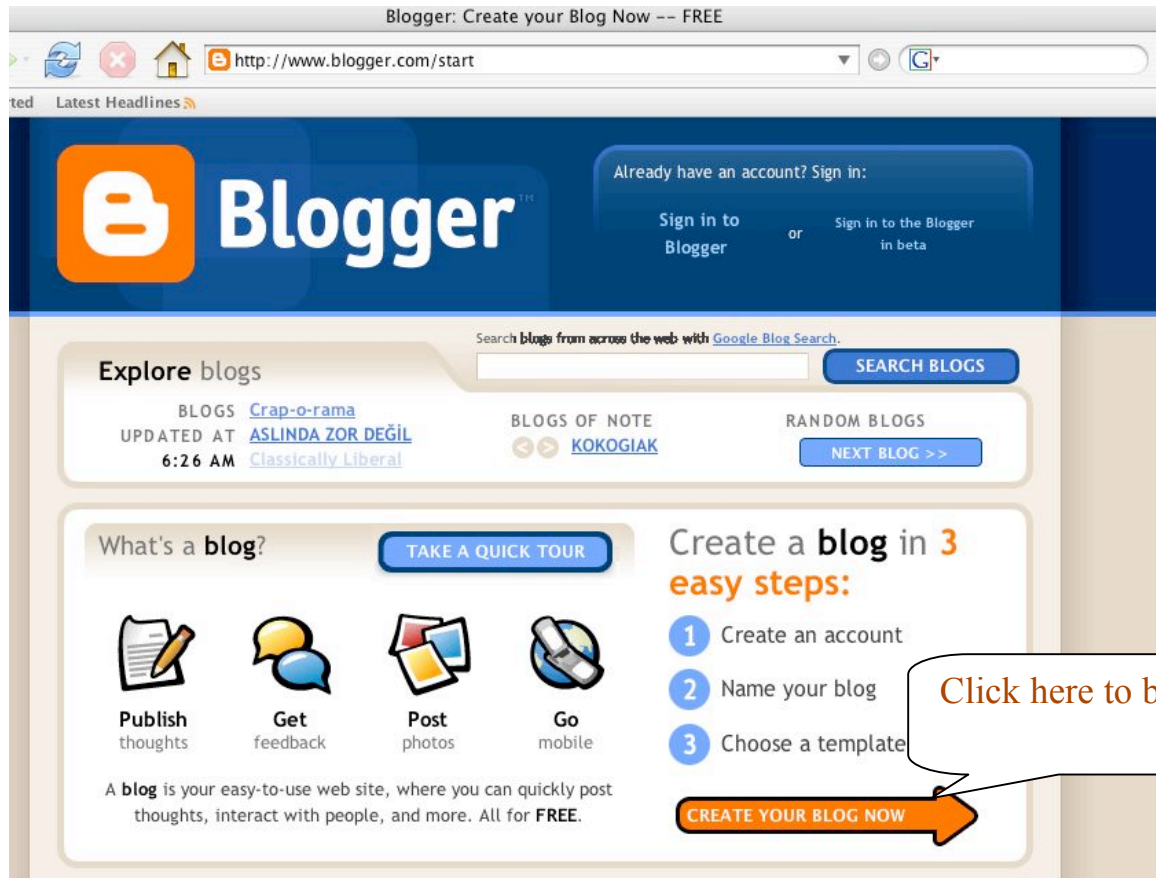 Blogger: Create your Blog Now -- FREE
http://www.blogger.com/start
G
ted Latest Headlines
Blogger™
Already have an account? Sign in:
Sign in to
Blogger
or
Sign in to the Blogger
in beta
Search blogs from across the web with Google Blog Search.
SEARCH BLOGS
Explore blogs
BLOGS
UPDATED AT
6:26 AM
Crap-o-rama
ASLINDA ZOR DEĞİL
Classically Liberal
BLOGS OF NOTE
< > KOKOGIAK
RANDOM BLOGS
NEXT BLOG >>
What's a blog?
TAKE A QUICK TOUR
Publish
thoughts
Get
feedback
Post
photos
Go
mobile
A blog is your easy-to-use web site, where you can quickly post
thoughts, interact with people, and more. All for FREE.
Create a blog in 3
easy steps:
1 Create an account
2 Name your blog
3 Choose a template
Click here to b
CREATE YOUR BLOG NOW